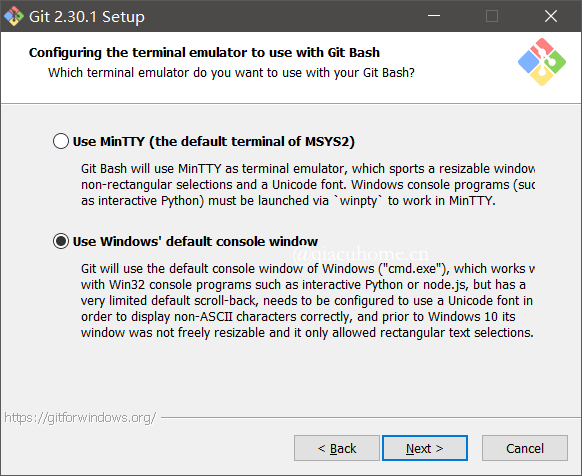 Git 2.30.1 Setup
Configuring the terminal emulator to use with Git Bash
Which terminal emulator do you want to use with your Git Bash?
Use MinTTY (the default terminal of MSYS2)
Git Bash will use MinTTY as terminal emulator, which sports a resizable window
non-rectangular selections and a Unicode font. Windows console programs (suc
as interactive Python) must be launched via `winpty` to work in MinTTY.
Use Windows' default console window
@qiacuhome.cn
Git will use the default console window of Windows ("cmd.exe"), which works w
with Win32 console programs such as interactive Python or node.js, but has a
very limited default scroll-back, needs to be configured to use a Unicode font in
order to display non-ASCII characters correctly, and prior to Windows 10 its
window was not freely resizable and it only allowed rectangular text selections.
https://gitforwindows.org/
< Back
Next >
Cancel